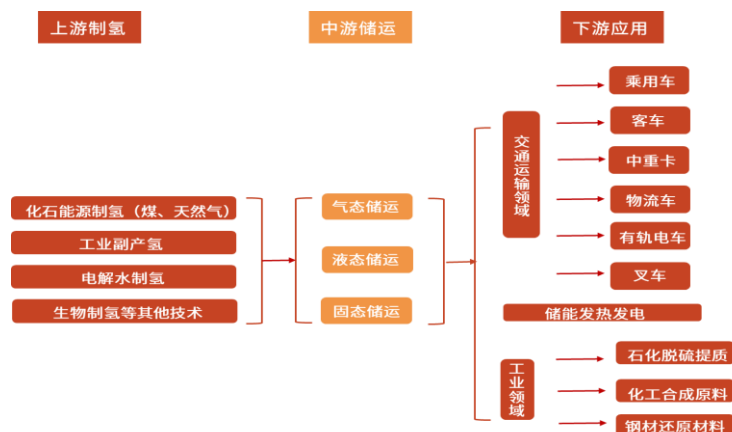 上游制氢
中游储运
下游应用
化石能源制氢（煤、天然气）
工业副产氢
电解水制氢
生物制氢等其他技术
气态储运
液态储运
固态储运
交通运输领域
乘用车
客车
中重卡
物流车
有轨电车
叉车
储能发热发电
工业领域
石化脱硫提质
化工合成原料
钢材还原材料